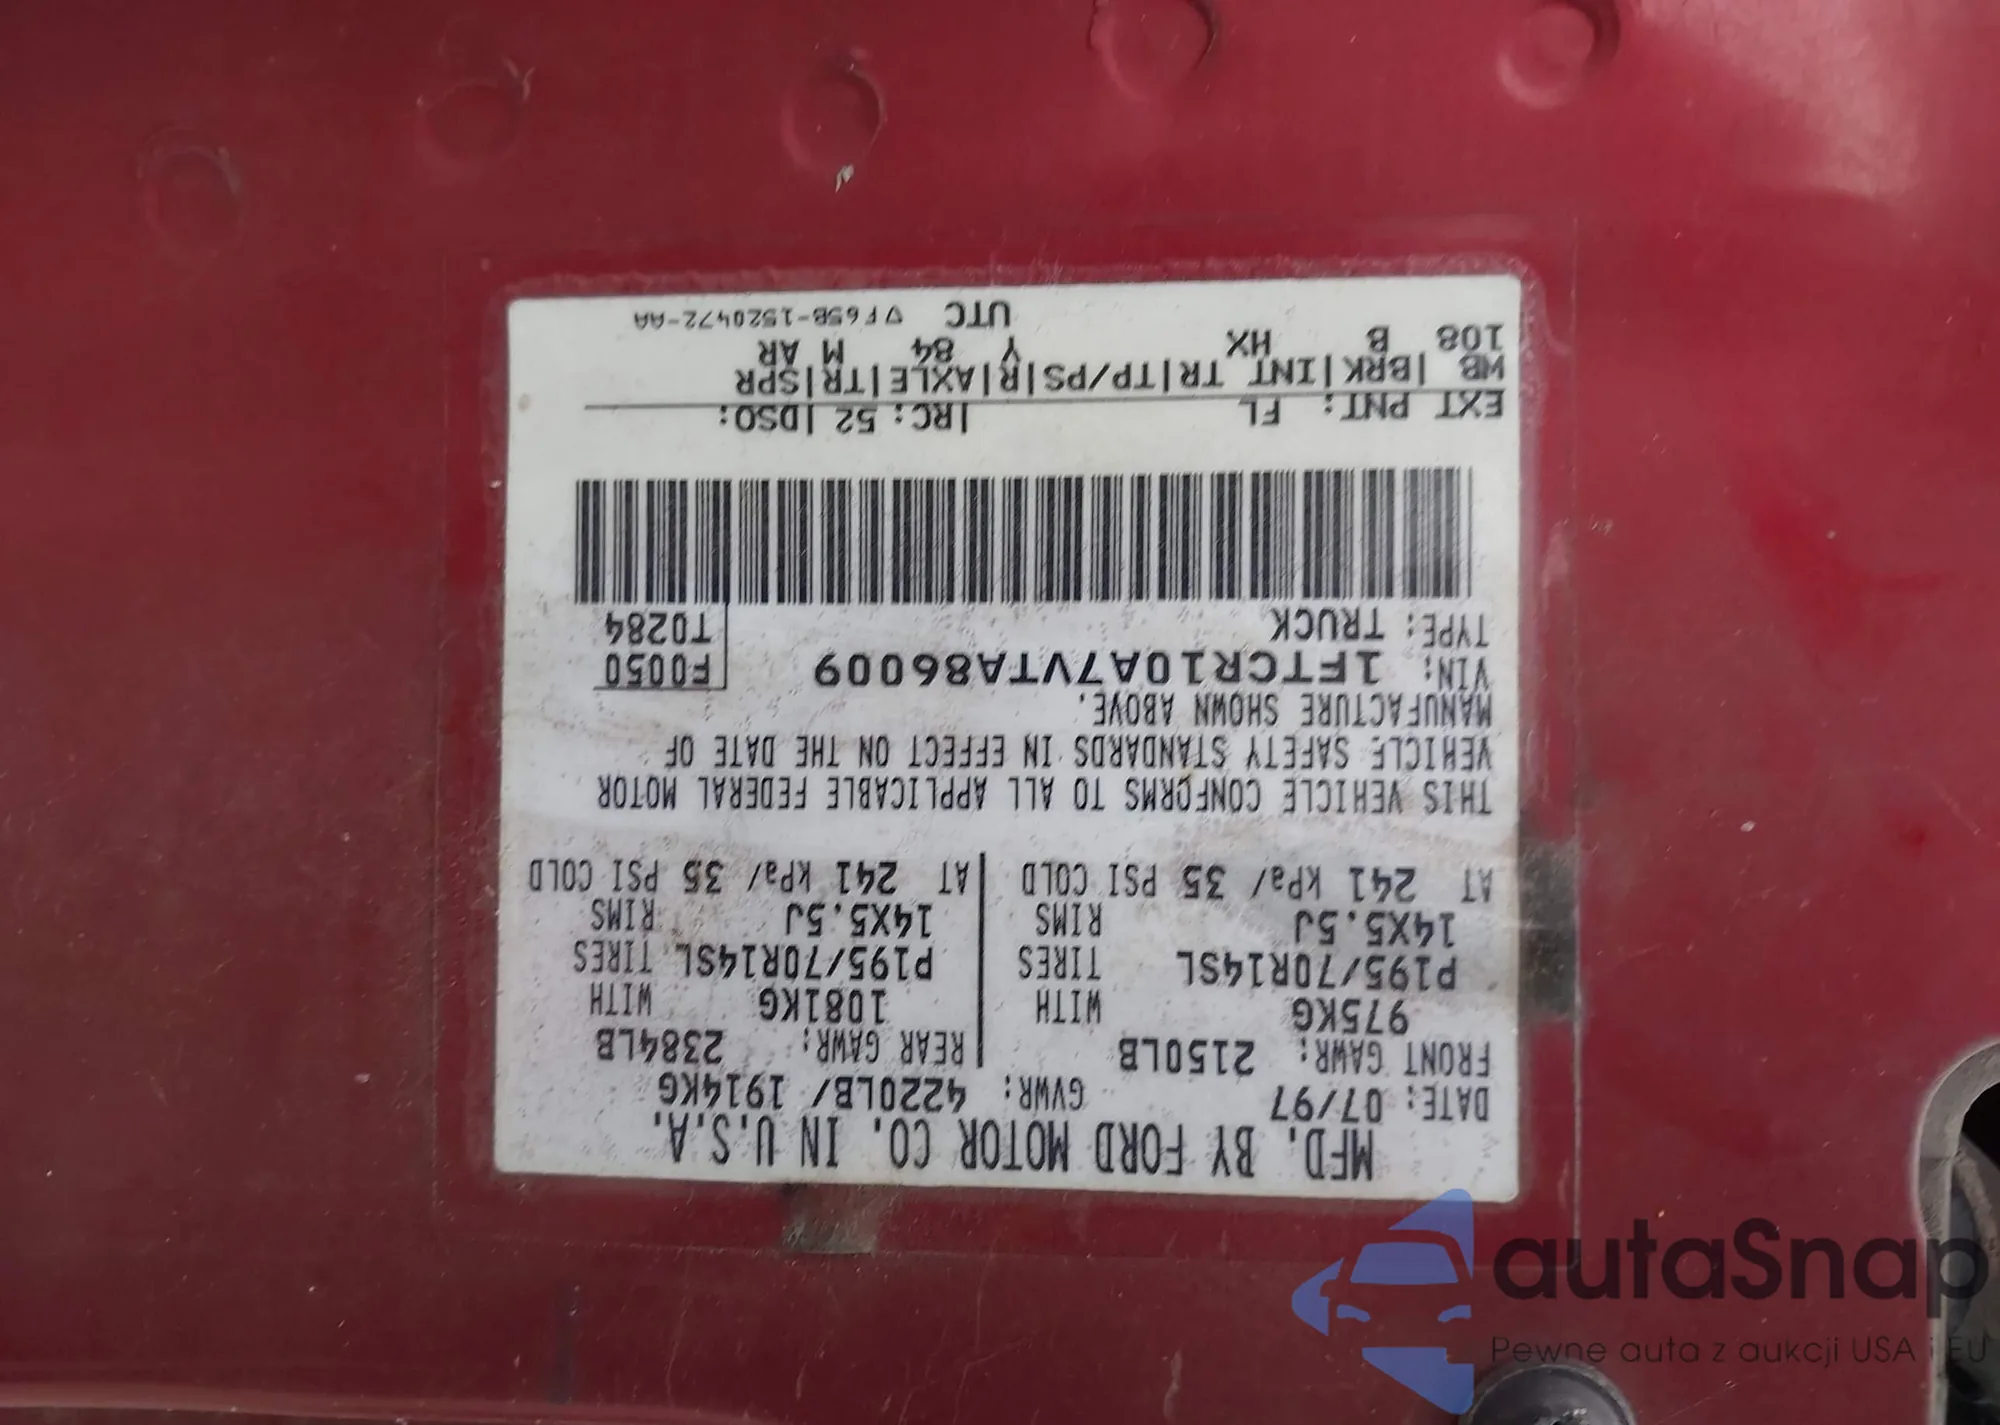 MFD. BY FORD MOTOR CO. IN U.S.A.
DATE: 07/97 GVWR: 4220LB/ 1914KG
FRONT GAWR: 2150LB REAR GAWR: 2384LB
975KG WITH 1081KG WITH
P195/70R14SL TIRES P195/70R14SL TIRES
14X5.5J RIMS 14X5.5J RIMS
AT 241 kPa/ 35 PSI COLD AT 241 kPa/ 35 PSI COLD
THIS VEHICLE CONFORMS TO ALL APPLICABLE FEDERAL MOTOR
VEHICLE SAFETY STANDARDS IN EFFECT ON THE DATE OF
MANUFACTURE SHOWN ABOVE.
VIN: 1FTCR10A7VTA86009 F0050
TYPE: TRUCK T0284
EXT PNT: FL |RC: 52 |DSO:
WB |BRK|INT TR|TP/PS|R|AXLE|TR|SPR
108 B HX Y 84 M AR
UTC ▽ F65B-1520472-AA
autaSnap
Pewne auta z aukcji USA i EU